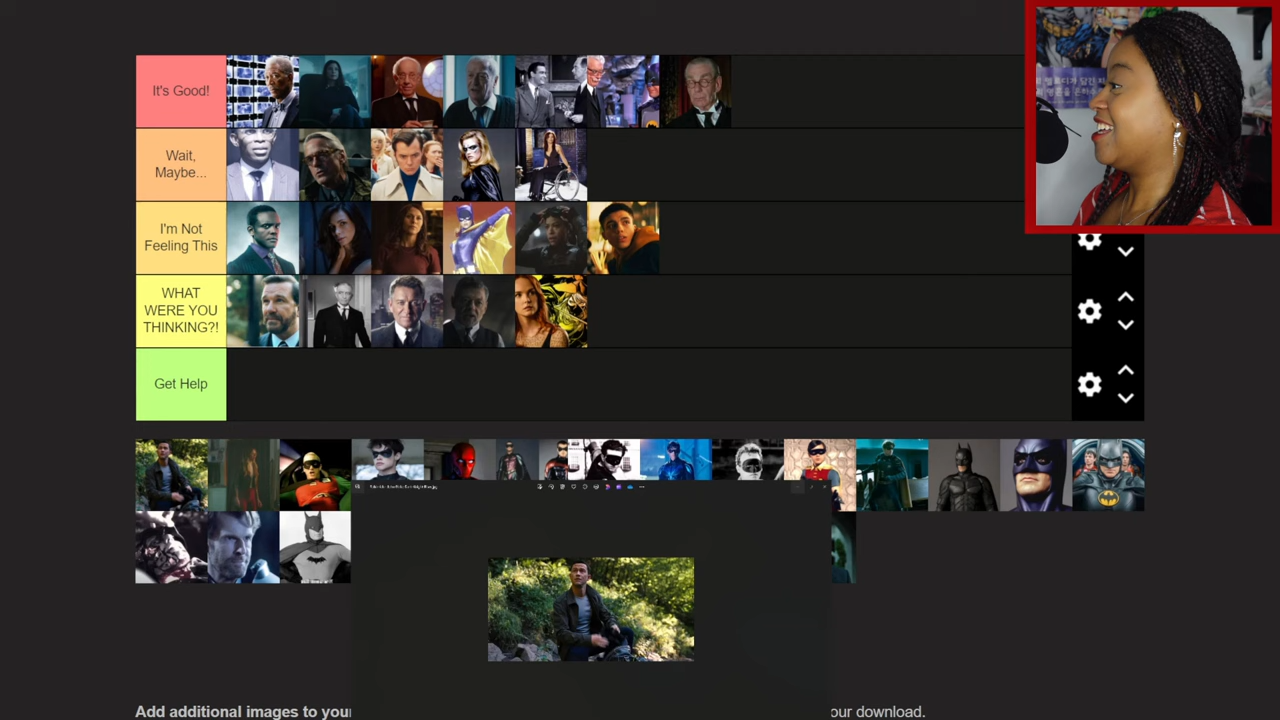 It's Good!
Wait,
Maybe...
I'm Not
Feeling This
WHAT
WERE YOU
THINKING?!
Get Help
Add additional images to your
our download.